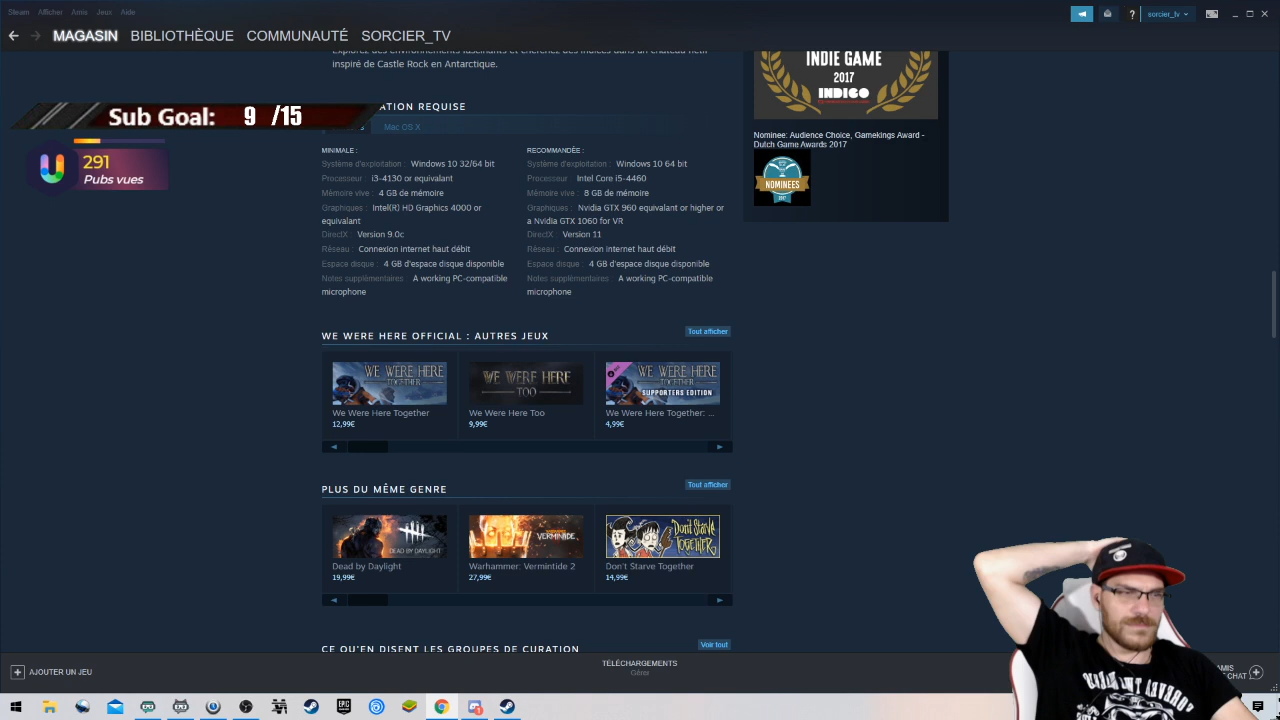 Steam Afficher Amis Jeux Aide
sorcier_tv
MAGASIN BIBLIOTHÈQUE COMMUNAUTÉ SORCIER_TV
inspiré de Castle Rock en Antarctique.
INDIE GAME
2017
INDIGO
Nominee: Audience Choice, Gamekings Award -
Dutch Game Awards 2017
NOMINEES
Sub Goal: 9 /15
291
Pubs vues
ATION REQUISE
Mac OS X
MINIMALE :
Système d'exploitation : Windows 10 32/64 bit
Processeur : i3-4130 or equivalant
Mémoire vive : 4 GB de mémoire
Graphiques : Intel(R) HD Graphics 4000 or
equivalant
DirectX : Version 9.0c
Réseau : Connexion internet haut débit
Espace disque : 4 GB d'espace disque disponible
Notes supplémentaires : A working PC-compatible
microphone
RECOMMANDÉE :
Système d'exploitation : Windows 10 64 bit
Processeur : Intel Core i5-4460
Mémoire vive : 8 GB de mémoire
Graphiques : Nvidia GTX 960 equivalant or higher or
a Nvidia GTX 1060 for VR
DirectX : Version 11
Réseau : Connexion internet haut débit
Espace disque : 4 GB d'espace disque disponible
Notes supplémentaires : A working PC-compatible
microphone
WE WERE HERE OFFICIAL : AUTRES JEUX
Tout afficher
WE WERE HERE
TOGETHER
We Were Here Together
12,99€
WE WERE HERE
TOO
We Were Here Too
9,99€
WE WERE HERE
TOGETHER
SUPPORTERS EDITION
We Were Here Together: ...
4,99€
PLUS DU MÊME GENRE
Tout afficher
DEAD BY DAYLIGHT
Dead by Daylight
19,99€
VERMINTIDE
Warhammer: Vermintide 2
27,99€
Don't Starve
TOGETHER
Don't Starve Together
14,99€
CE QU'EN DISENT LES GROUPES DE CURATION
Voir tout
AJOUTER UN JEU
TÉLÉCHARGEMENTS
Gérer
AMIS
CHAT